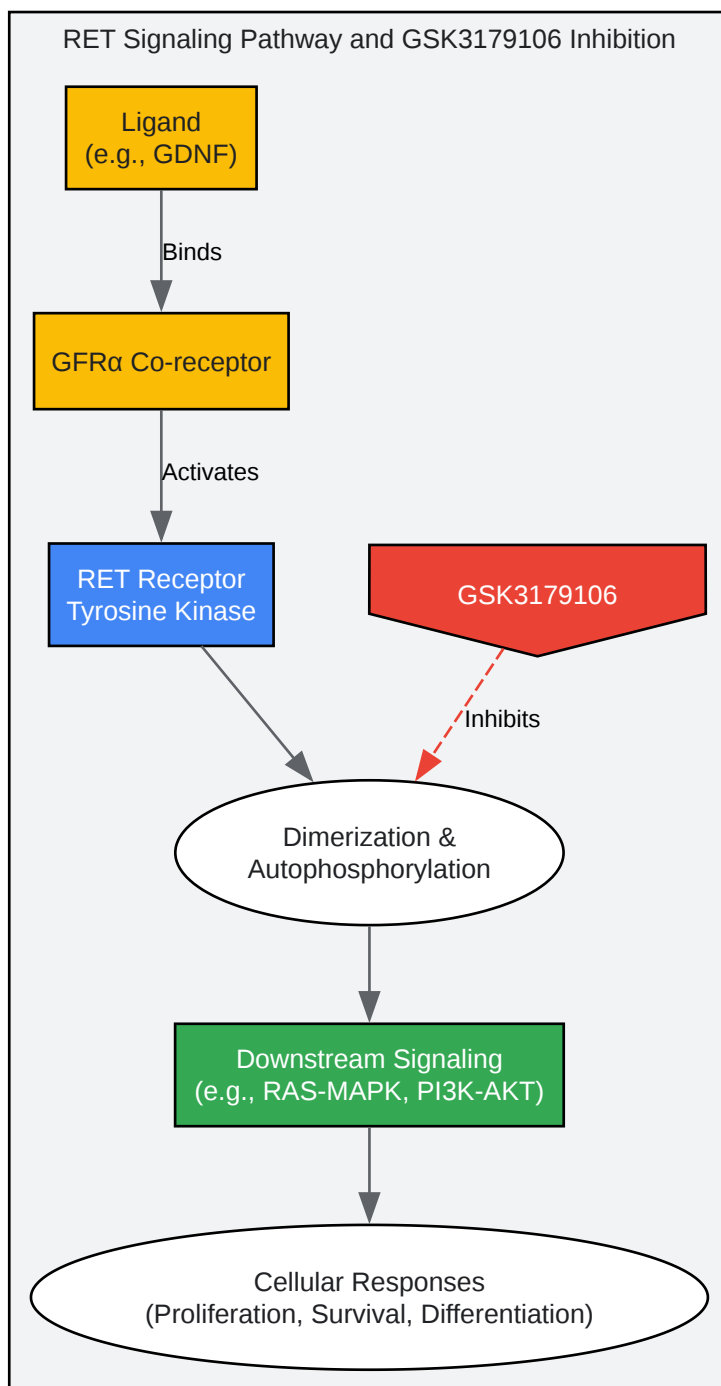 RET Signaling Pathway and GSK3179106 Inhibition
Ligand
(e.g., GDNF)
Binds
GFRα Co-receptor
Activates
RET Receptor
Tyrosine Kinase
GSK3179106
Inhibits
Dimerization &
Autophosphorylation
Downstream Signaling
(e.g., RAS-MAPK, PI3K-AKT)
Cellular Responses
(Proliferation, Survival, Differentiation)